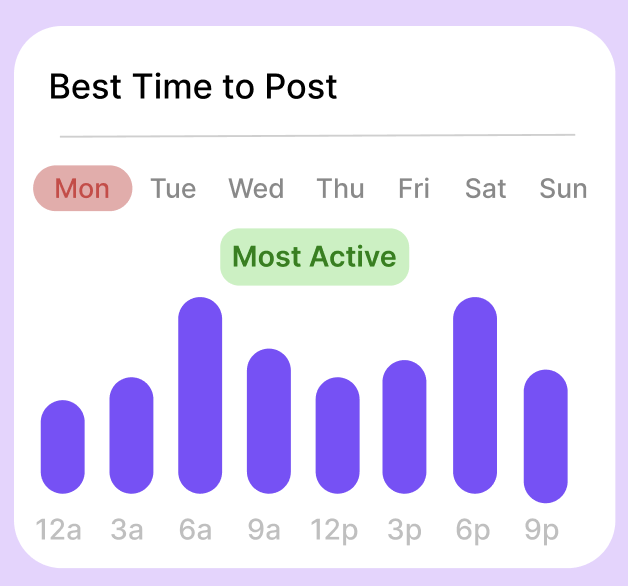 Best Time to Post
Mon Tue Wed Thu Fri Sat Sun
Most Active
12a 3a 6a 9a 12p 3p 6p 9p